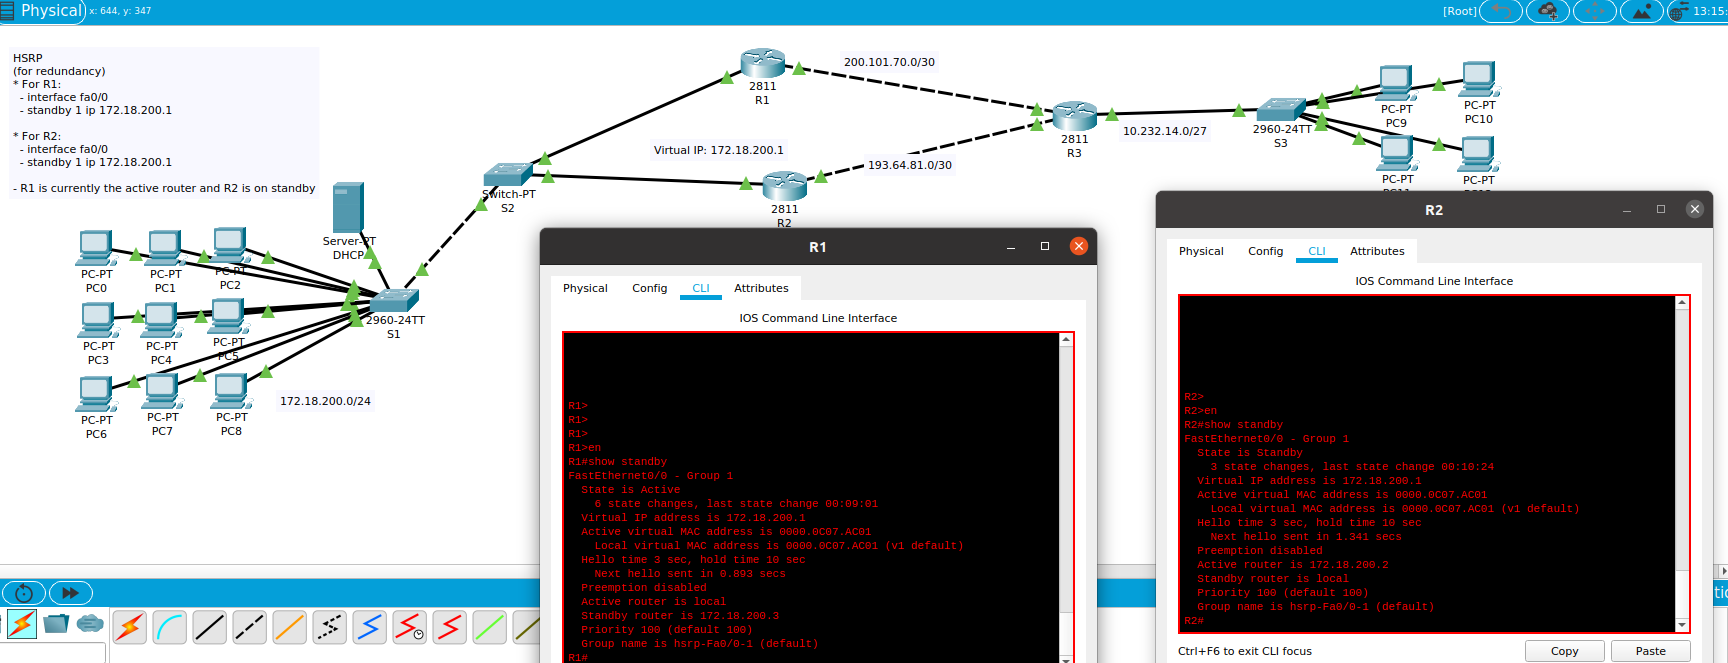 Physical
x: 644, y: 347
[Root]
13:15:
HSRP
(for redundancy)
* For R1:
- interface fa0/0
- standby 1 ip 172.18.200.1
* For R2:
- interface fa0/0
- standby 1 ip 172.18.200.1
- R1 is currently the active router and R2 is on standby
2811
R1
200.101.70.0/30
2811
R3
10.232.14.0/27
2960-24TT
S3
PC-PT
PC9
PC-PT
PC10
PC-PT
PC-PT
Virtual IP: 172.18.200.1
193.64.81.0/30
Switch-PT
S2
2811
R2
Server-PT
DHCP
PC-PT
PC0
PC-PT
PC1
PC-PT
PC2
2960-24TT
S1
PC-PT
PC3
PC-PT
PC4
PC5
PC-PT
PC6
PC-PT
PC7
PC-PT
PC8
172.18.200.0/24
R1
Physical
Config
CLI
Attributes
IOS Command Line Interface
R1>
R1>
R1>
R1>en
R1#show standby
FastEthernet0/0 - Group 1
State is Active
6 state changes, last state change 00:09:01
Virtual IP address is 172.18.200.1
Active virtual MAC address is 0000.0C07.AC01
Local virtual MAC address is 0000.0C07.AC01 (v1 default)
Hello time 3 sec, hold time 10 sec
Next hello sent in 0.893 secs
Preemption disabled
Active router is local
Standby router is 172.18.200.3
Priority 100 (default 100)
Group name is hsrp-Fa0/0-1 (default)
R1#
R2
Physical
Config
CLI
Attributes
IOS Command Line Interface
R2>
R2>en
R2#show standby
FastEthernet0/0 - Group 1
State is Standby
3 state changes, last state change 00:10:24
Virtual IP address is 172.18.200.1
Active virtual MAC address is 0000.0C07.AC01
Local virtual MAC address is 0000.0C07.AC01 (v1 default)
Hello time 3 sec, hold time 10 sec
Next hello sent in 1.341 secs
Preemption disabled
Active router is 172.18.200.2
Standby router is local
Priority 100 (default 100)
Group name is hsrp-Fa0/0-1 (default)
R2#
Ctrl+F6 to exit CLI focus
Copy
Paste